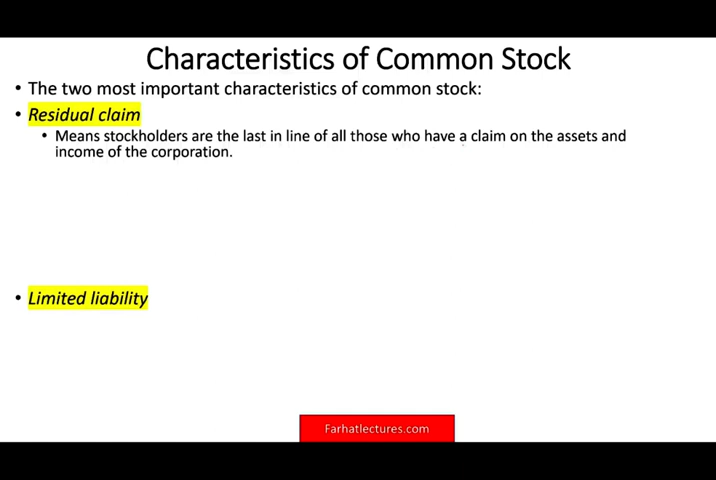 Characteristics of Common Stock
• The two most important characteristics of common stock:
• Residual claim
• Means stockholders are the last in line of all those who have a claim on the assets and
income of the corporation.
• Limited liability
Farhatlectures.com